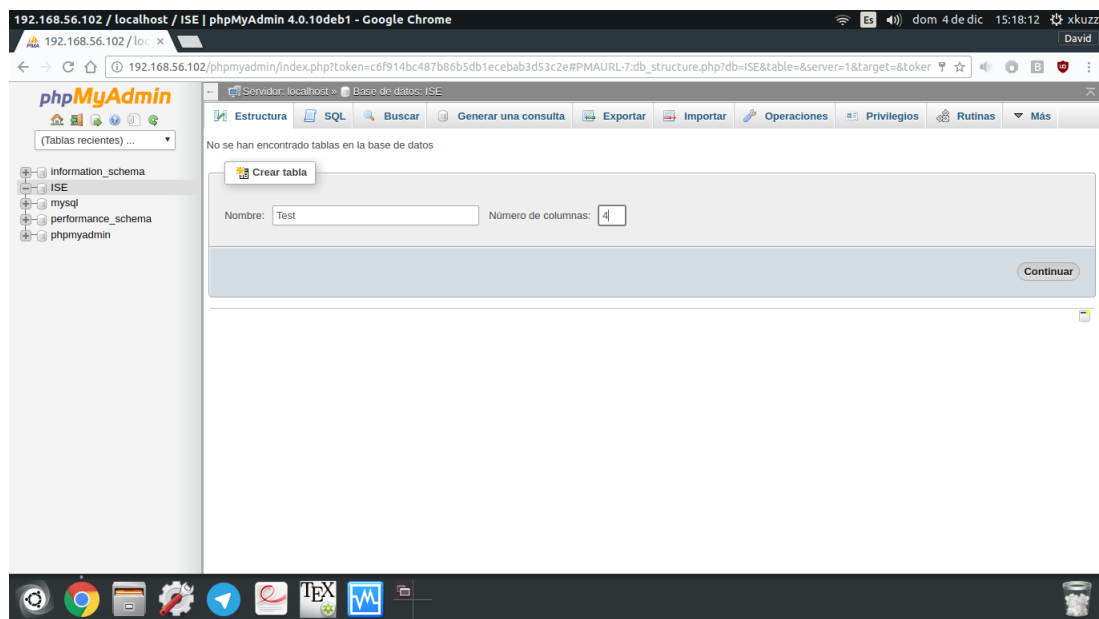 192.168.56.102 / localhost / ISE | phpMyAdmin 4.0.10deb1 - Google Chrome
Es
dom 4 de dic 15:18:12
xkuzz
PMA
192.168.56.102 / loc
David
192.168.56.102/phpmyadmin/index.php?token=c6f914bc487b86b5db1ecebab3d53c2e#PMAURL-7:db_structure.php?db=ISE&table=&server=1&target=&token
phpMyAdmin
Servidor: localhost » Base de datos: ISE
Estructura SQL Buscar Generar una consulta Exportar Importar Operaciones Privilegios Rutinas Más
(Tablas recientes) ...
No se han encontrado tablas en la base de datos
information_schema
ISE
mysql
performance_schema
phpmyadmin
Crear tabla
Nombre: Test Número de columnas: 4
Continuar
TEX